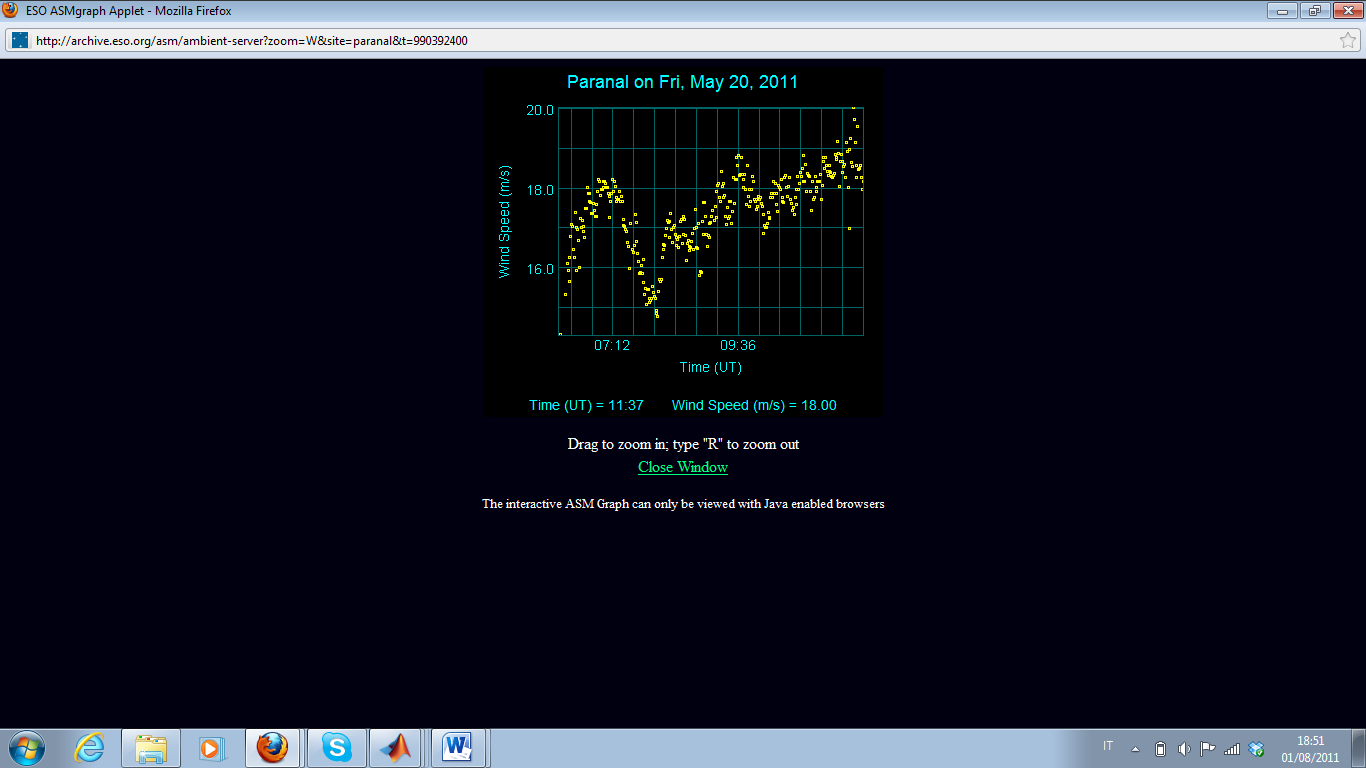 ESO ASMgraph Applet - Mozilla Firefox
http://archive.eso.org/asm/ambient-server?zoom=W&site=paranal&t=990392400
Paranal on Fri, May 20, 2011
20.0
18.0
16.0
Wind Speed (m/s)
07:12 09:36
Time (UT)
Time (UT) = 11:37 Wind Speed (m/s) = 18.00
Drag to zoom in; type "R" to zoom out
Close Window
The interactive ASM Graph can only be viewed with Java enabled browsers
IT
18:51
01/08/2011